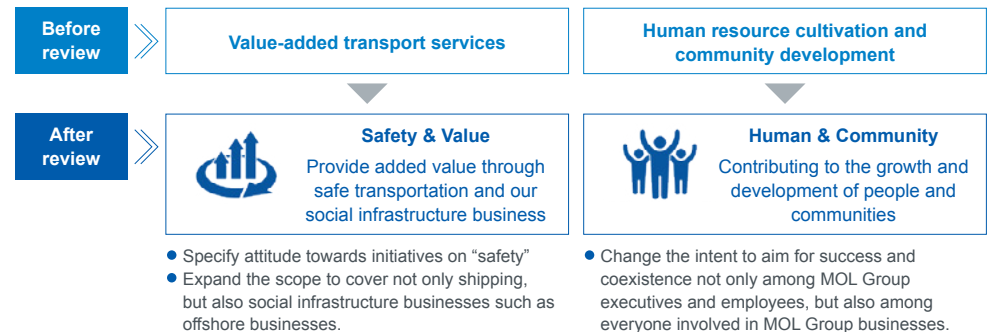 Before
review
Value-added transport services
Human resource cultivation and
community development
After
review
Safety & Value
Provide added value through
safe transportation and our
social infrastructure business
Human & Community
Contributing to the growth and
development of people and
communities
● Specify attitude towards initiatives on “safety”
● Expand the scope to cover not only shipping,
but also social infrastructure businesses such as
offshore businesses.
● Change the intent to aim for success and
coexistence not only among MOL Group
executives and employees, but also among
everyone involved in MOL Group businesses.